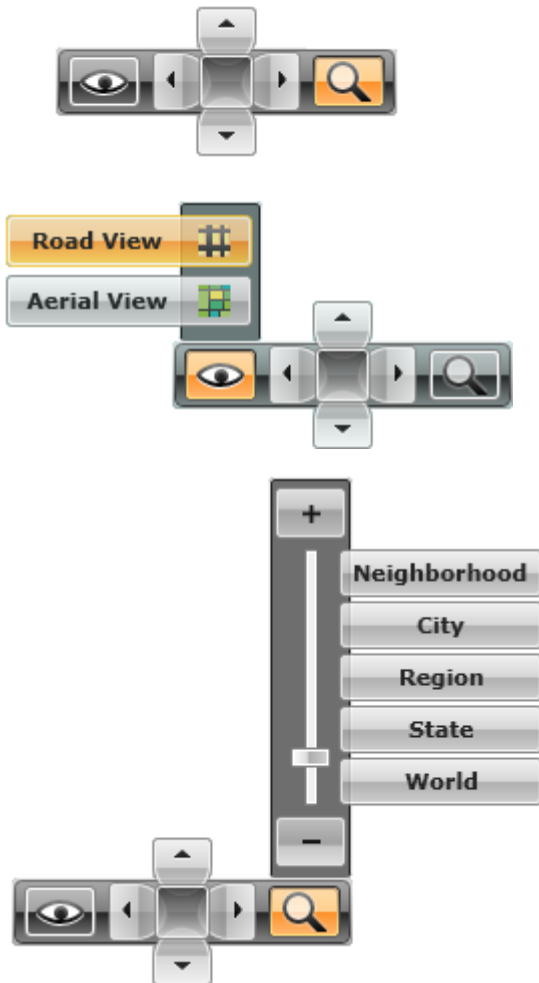 Road View
Aerial View
+
Neighborhood
City
Region
State
World
−